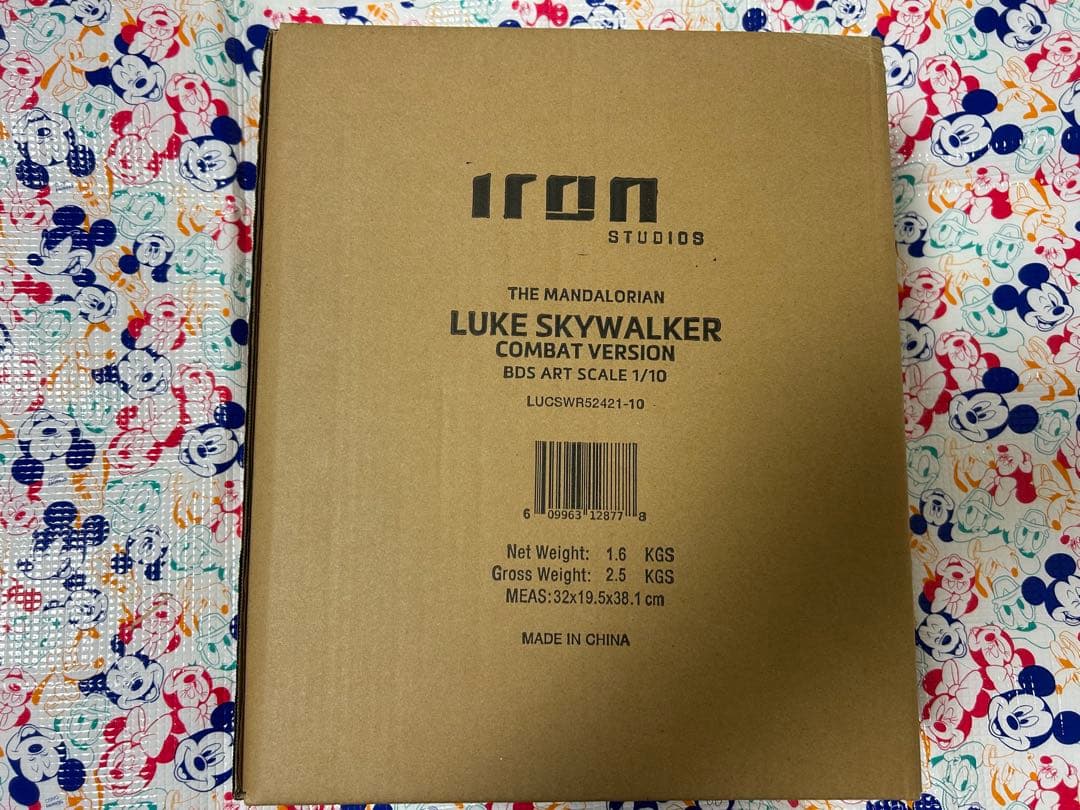 Iron
STUDIOS
THE MANDALORIAN
LUKE SKYWALKER
COMBAT VERSION
BDS ART SCALE 1/10
LUCSWR52421-10
6 09963 12877 8
Net Weight: 1.6 KGS
Gross Weight: 2.5 KGS
MEAS:32x19.5x38.1 cm
MADE IN CHINA